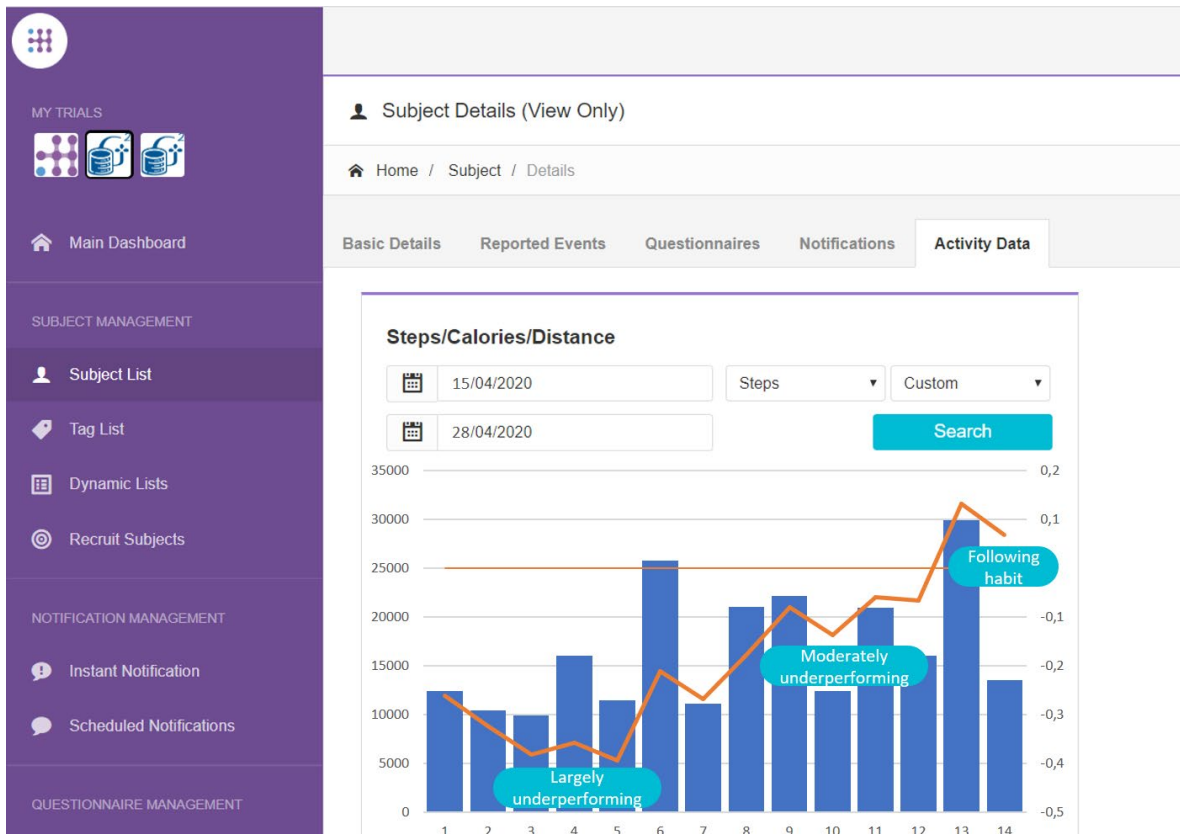 MY TRIALS
Main Dashboard
SUBJECT MANAGEMENT
Subject List
Tag List
Dynamic Lists
Recruit Subjects
NOTIFICATION MANAGEMENT
Instant Notification
Scheduled Notifications
QUESTIONNAIRE MANAGEMENT
Subject Details (View Only)
Home / Subject / Details
Basic Details Reported Events Questionnaires Notifications Activity Data
Steps/Calories/Distance
15/04/2020 Steps Custom
28/04/2020 Search
35000 0,2
30000 0,1
25000
20000 -0,1
15000 -0,2
10000 -0,3
5000 -0,4
0 -0,5
Following
habit
Moderately
underperforming
Largely
underperforming
1 2 3 4 5 6 7 8 9 10 11 12 13 14